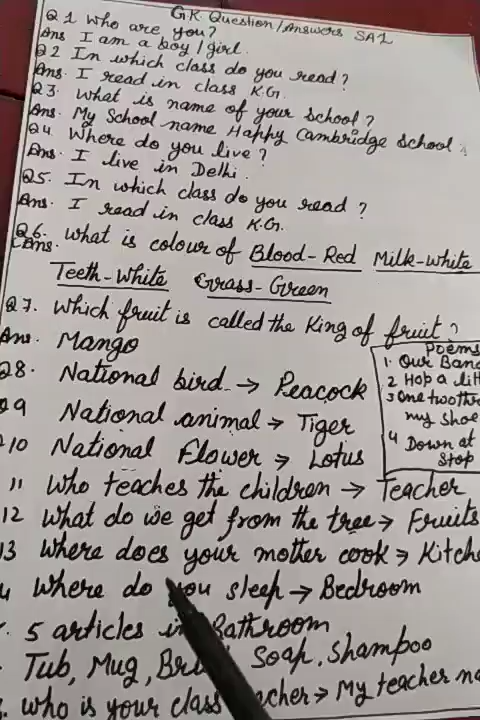 G.K. Question/Answers SA1
Q1 Who are you?
Ans I am a boy/girl.
Q2 In which class do you read?
Ans. I read in class K.G.
Q3. What is name of your School?
Ans. My School name Happy Cambridge School.
Q4. Where do you live?
Ans. I live in Delhi.
Q5. In which class do you read?
Ans. I read in class K.G.
Q6. What is colour of Blood-Red Milk-White
Ans.
Teeth-White Grass-Green
Q7. Which fruit is called the King of fruit?
Ans. Mango
Poems
1. Our
2 Hop a
3 One two
my Shoe
4 Down at
Stop
Q8. National bird → Peacock
Q9 National animal → Tiger
10 National Flower → Lotus
11 Who teaches the children → Teacher
12 What do we get from the tree → Fruits
13 Where does your mother cook →
Where do you sleep → Bedroom
5 articles in Bathroom
Tub, Mug, Soap, Shampoo
Who is your class → My teacher